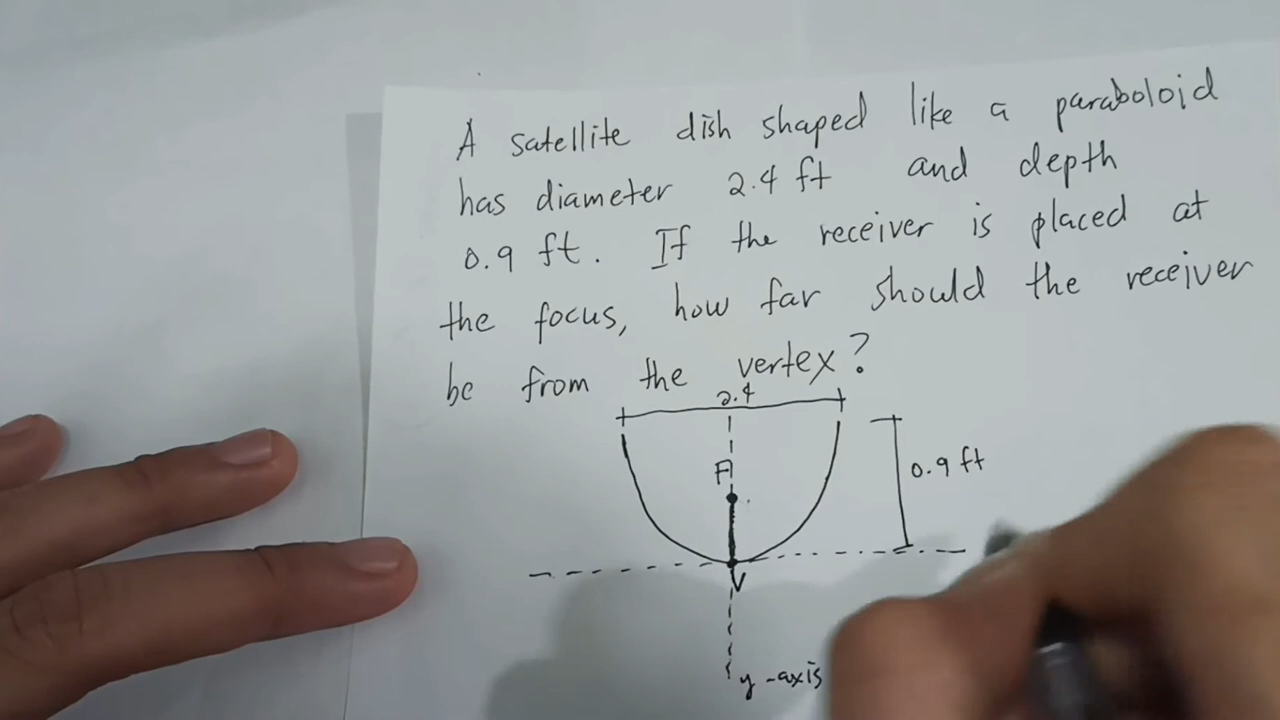 A satellite dish shaped like a paraboloid
has diameter 2.4 ft and depth
0.9 ft. If the receiver is placed at
the focus, how far should the receiver
be from the vertex?
2.4
F
0.9 ft
V
y-axis